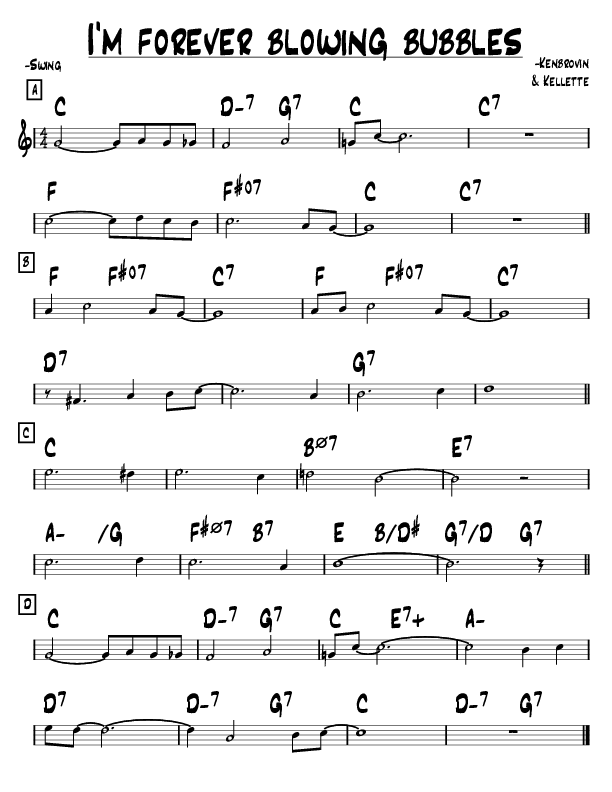 I'm forever blowing bubbles
-Swing
-Kenbrovin
& Kellette
A
C D-7 G7 C C7
4/4
F F#o7 C C7
B
F F#o7 C7 F F#o7 C7
D7 G7
C
C Bø7 E7
A- /G F#ø7 B7 E B/D# G7/D G7
D
C D-7 G7 C E7+ A-
D7 D-7 G7 C D-7 G7